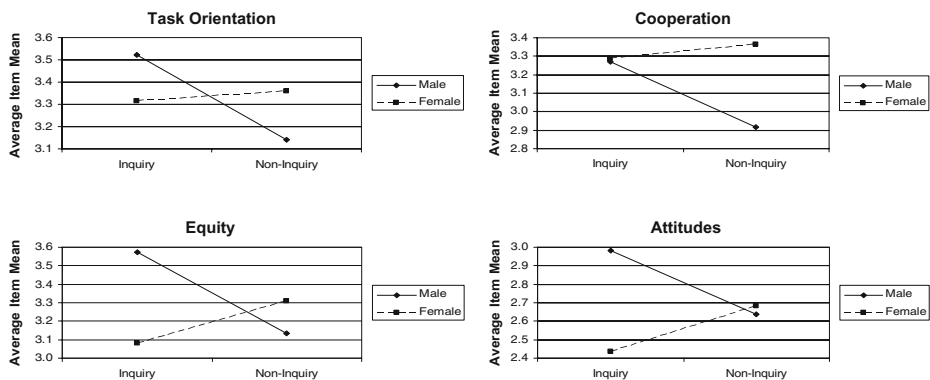 Task Orientation
Average Item Mean
3.6
3.5
3.4
3.3
3.2
3.1
Inquiry
Non-Inquiry
Male
Female
Cooperation
Average Item Mean
3.4
3.3
3.2
3.1
3.0
2.9
2.8
Inquiry
Non-Inquiry
Male
Female
Equity
Average Item Mean
3.6
3.5
3.4
3.3
3.2
3.1
3.0
Inquiry
Non-Inquiry
Male
Female
Attitudes
Average Item Mean
3.0
2.9
2.8
2.7
2.6
2.5
2.4
Inquiry
Non-Inquiry
Male
Female